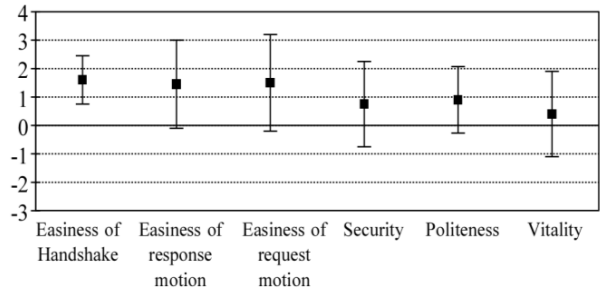 4
3
2
1
0
-1
-2
-3
Easiness of Handshake
Easiness of response motion
Easiness of request motion
Security
Politeness
Vitality